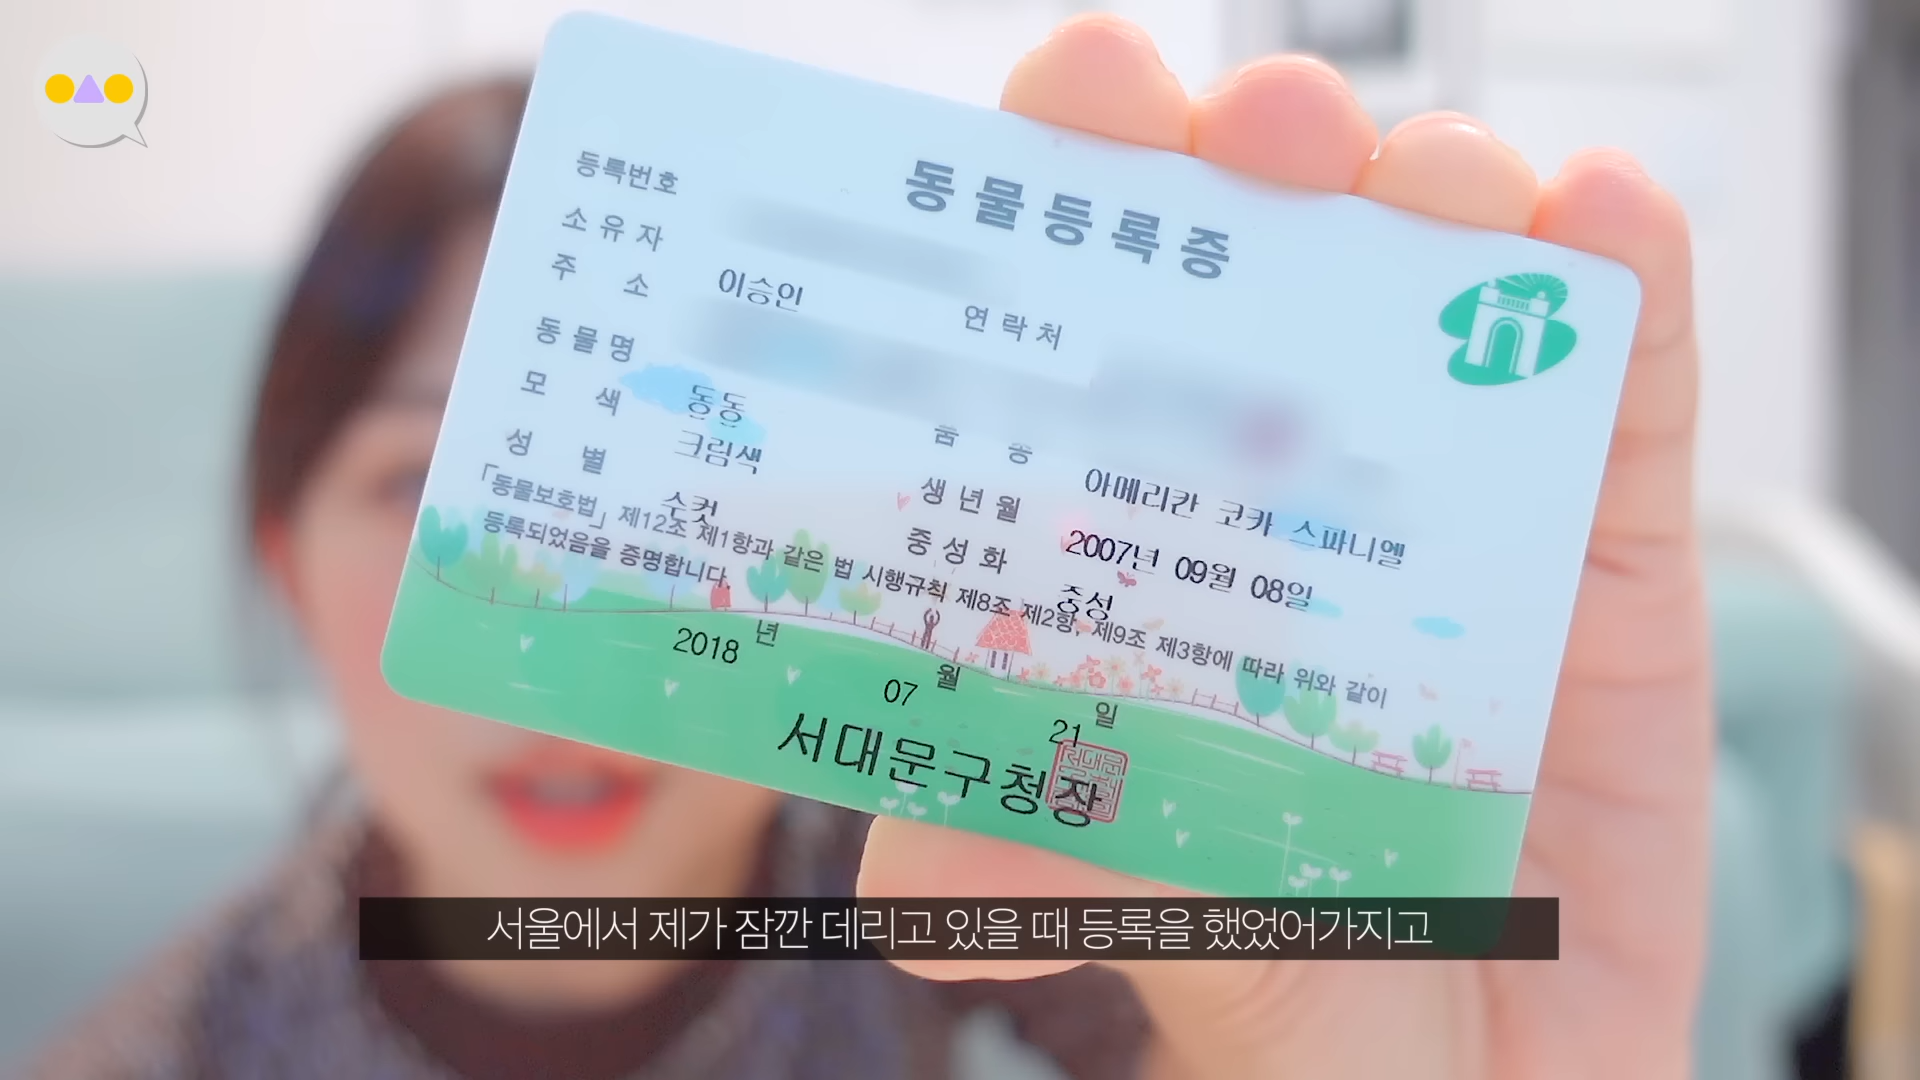 동물등록증
등록번호
소유자 이승인 연락처
주 소
동물명 동동 품 종 아메리칸 코카 스파니엘
모 색 크림색 생년월 2007년 09월 08일
성 별 수컷 중성화 중성
「동물보호법」 제12조 제1항과 같은 법 시행규칙 제8조 제2항, 제9조 제3항에 따라 위와 같이
등록되었음을 증명합니다.
2018 년 07 월 21 일
서대문구청장
서울에서 제가 잠깐 데리고 있을 때 등록을 했었어가지고